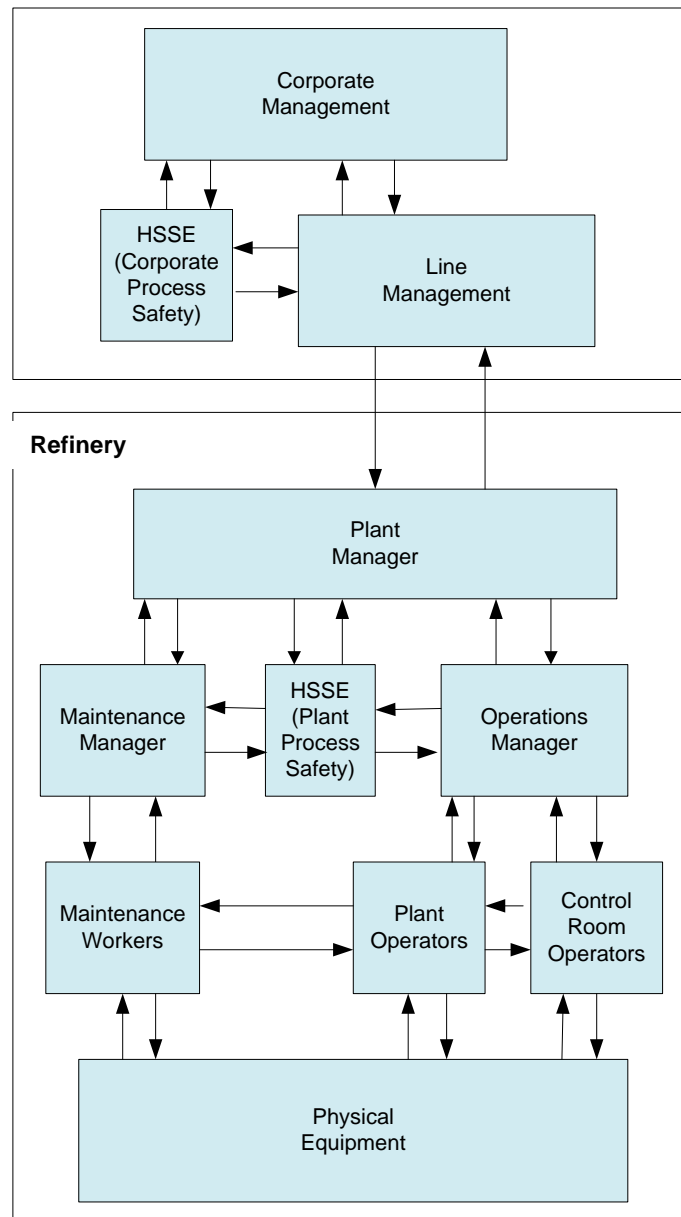 Corporate
Management
HSSE
(Corporate
Process
Safety)
Line
Management
Refinery
Plant
Manager
Maintenance
Manager
HSSE
(Plant
Process
Safety)
Operations
Manager
Maintenance
Workers
Plant
Operators
Control
Room
Operators
Physical
Equipment